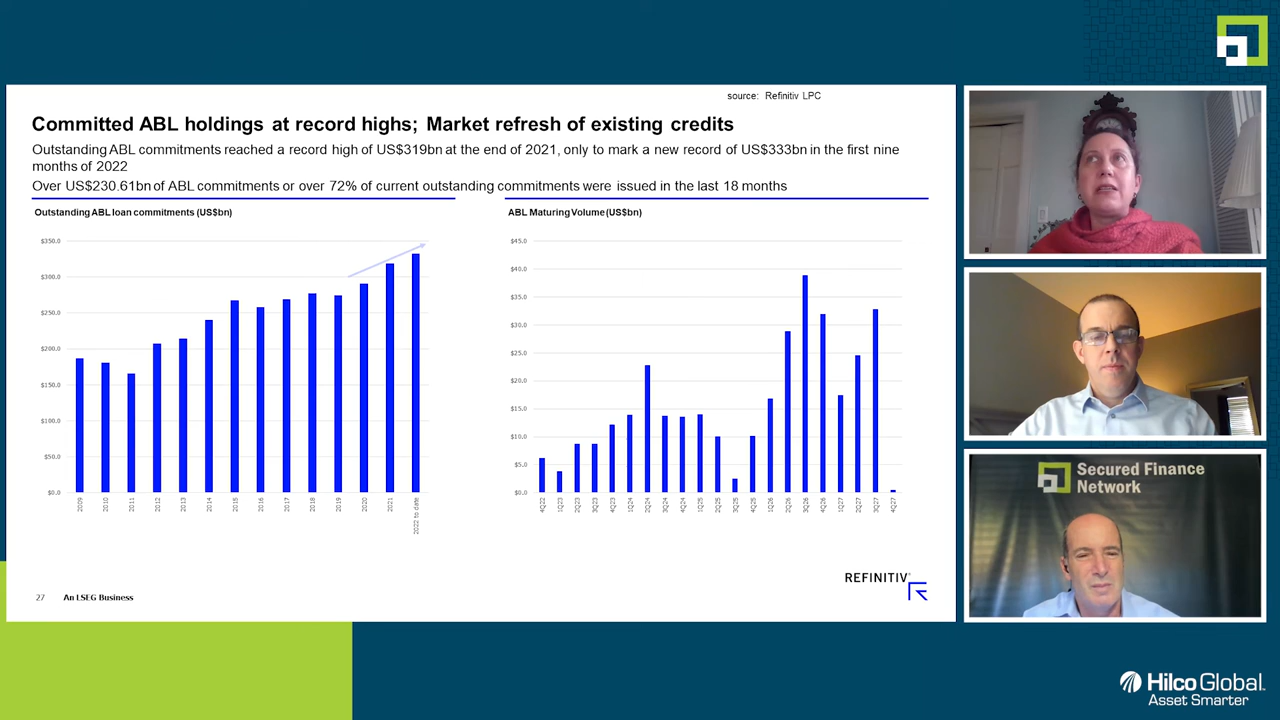 source: Refinitiv LPC
Committed ABL holdings at record highs; Market refresh of existing credits
Outstanding ABL commitments reached a record high of US$319bn at the end of 2021, only to mark a new record of US$333bn in the first nine
months of 2022
Over US$230.61bn of ABL commitments or over 72% of current outstanding commitments were issued in the last 18 months
Outstanding ABL loan commitments (US$bn)
$350.0
$300.0
$250.0
$200.0
$150.0
$100.0
$50.0
$0.0
2009
2010
2011
2012
2013
2014
2015
2016
2017
2018
2019
2020
2021
2022 to date
ABL Maturing Volume (US$bn)
$45.0
$40.0
$35.0
$30.0
$25.0
$20.0
$15.0
$10.0
$5.0
$0.0
4Q22
1Q23
2Q23
3Q23
4Q23
1Q24
2Q24
3Q24
4Q24
1Q25
2Q25
3Q25
4Q25
1Q26
2Q26
3Q26
4Q26
1Q27
2Q27
3Q27
4Q27
REFINITIV
27 An LSEG Business
Secured Finance
Network
Hilco Global
Asset Smarter